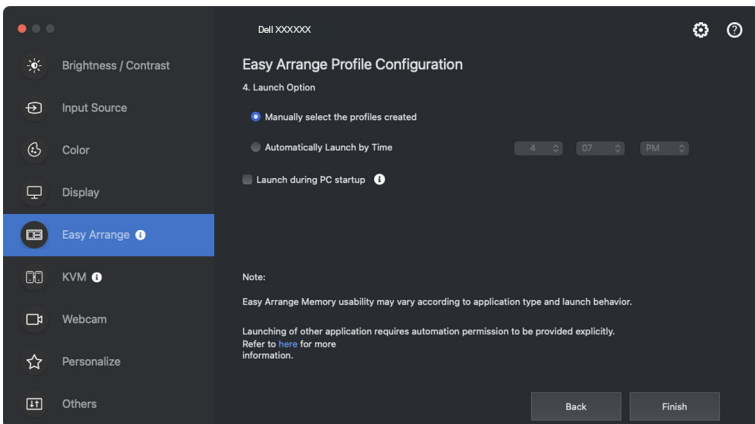 Dell XXXXXX
Brightness / Contrast
Input Source
Color
Display
Easy Arrange
KVM
Webcam
Personalize
Others
Easy Arrange Profile Configuration
4. Launch Option
Manually select the profiles created
Automatically Launch by Time
4 07 PM
Launch during PC startup
Note:
Easy Arrange Memory usability may vary according to application type and launch behavior.
Launching of other application requires automation permission to be provided explicitly.
Refer to here for more
information.
Back Finish